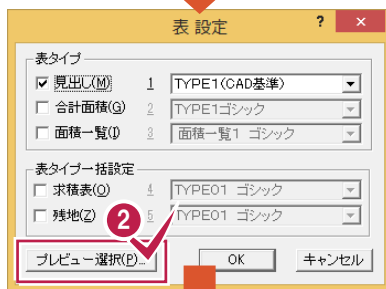 表 設定 ? ×
表タイプ
見出し(M) 1 TYPE1(CAD基準)
合計面積(G) 2 TYPE1ゴシック
面積一覧(I) 3 面積一覧1 ゴシック
表タイプ一括設定
求積表(O) 4 TYPE01 ゴシック
残地(Z) 5 TYPE01 ゴシック
2
プレビュー選択(P)... OK キャンセル